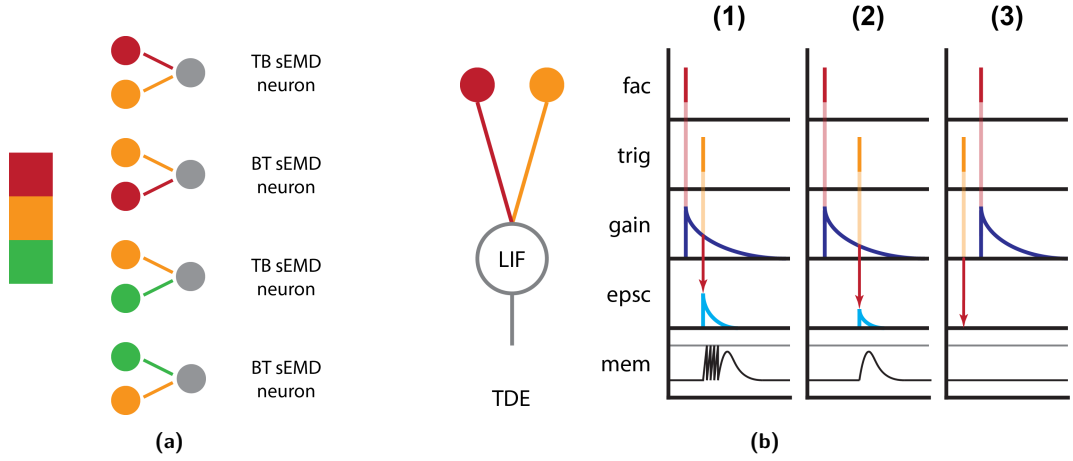 TB sEMD
neuron
BT sEMD
neuron
TB sEMD
neuron
BT sEMD
neuron
(a)
LIF
TDE
(1) (2) (3)
fac
trig
gain
epsc
mem
(b)